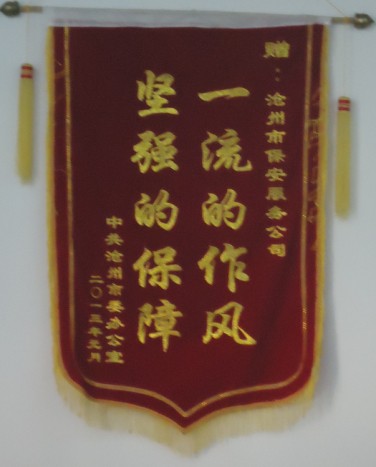 赠：沧州市保安服务公司
一流的作风
坚强的保障
中共沧州市委办公室
二〇一三年元月